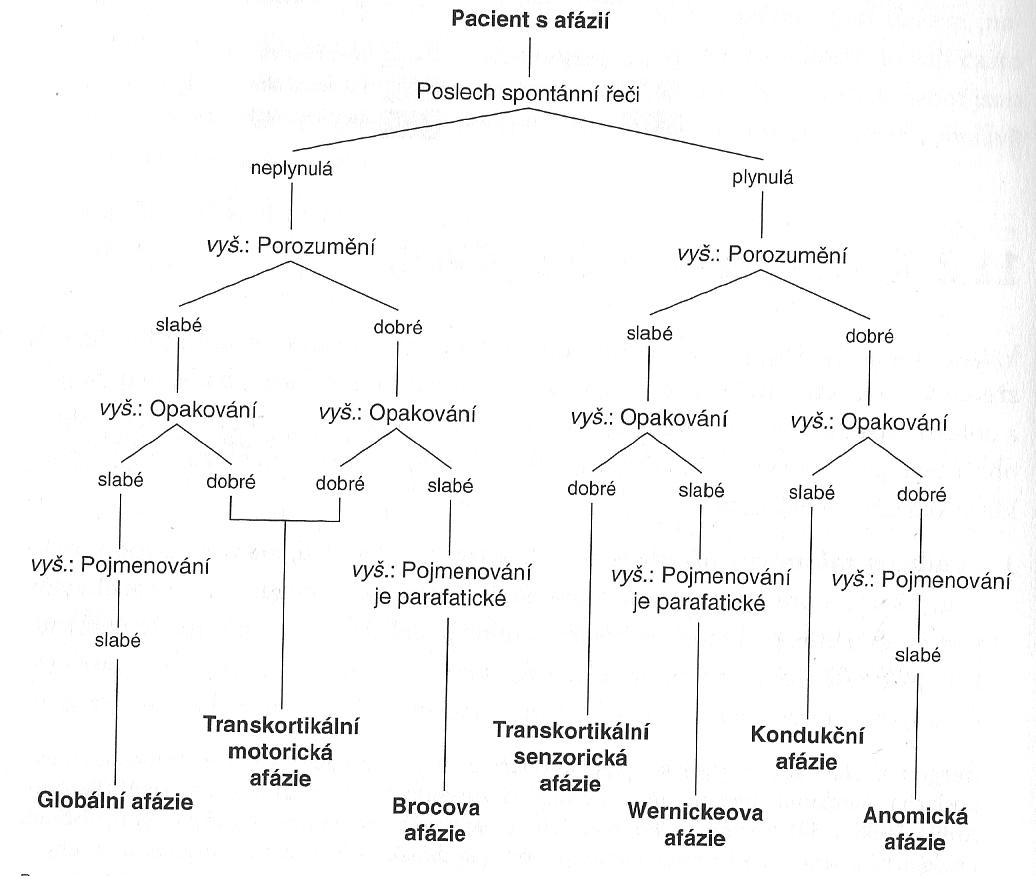 Pacient s afázií
Poslech spontánní řeči
neplynulá
plynulá
vyš.: Porozumění
vyš.: Porozumění
slabé
dobré
slabé
dobré
vyš.: Opakování
vyš.: Opakování
vyš.: Opakování
vyš.: Opakování
slabé
dobré
dobré
slabé
dobré
slabé
slabé
dobré
vyš.: Pojmenování
vyš.: Pojmenování
je parafatické
vyš.: Pojmenování
je parafatické
vyš.: Pojmenování
slabé
slabé
Transkortikální
motorická
afázie
Transkortikální
senzorická
afázie
Kondukční
afázie
Globální afázie
Brocova
afázie
Wernickeova
afázie
Anomická
afázie